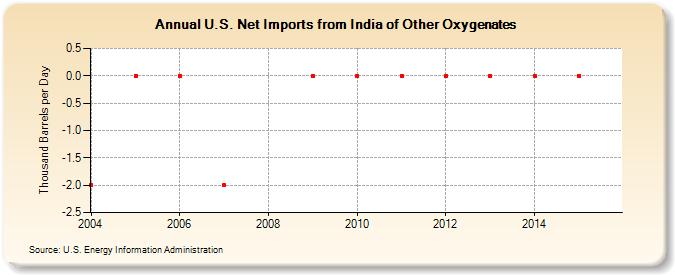 Annual U.S. Net Imports from India of Other Oxygenates
Thousand Barrels per Day
0.5
0.0
-0.5
-1.0
-1.5
-2.0
-2.5
2004 2006 2008 2010 2012 2014
Source: U.S. Energy Information Administration